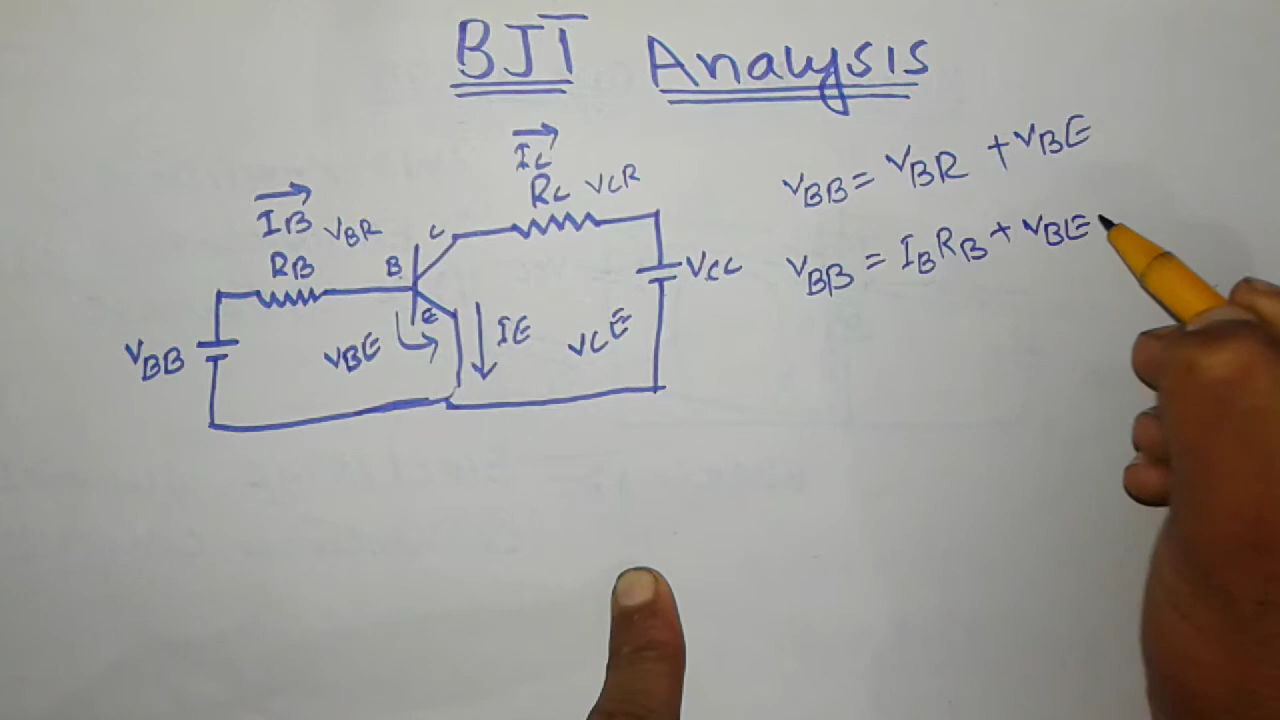 BJT Analysis
IC
RC VCR
IB VBR
RB
C
B
E
VBB
VBE
IE
VCE
VCC
VBB = VBR + VBE
VBB = IBRB + VBE